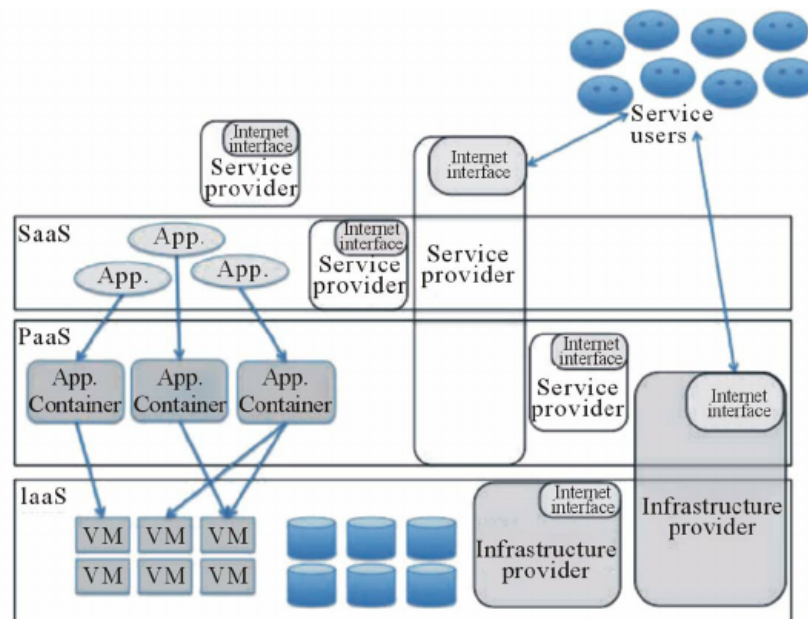 Service
users
Internet
interface
Service
provider
Internet
interface
SaaS
App.
App.
App.
Internet
interface
Service
provider
Service
provider
PaaS
App.
Container
App.
Container
App.
Container
Internet
interface
Service
provider
Internet
interface
IaaS
VM
VM
VM
VM
VM
VM
Internet
interface
Infrastructure
provider
Infrastructure
provider